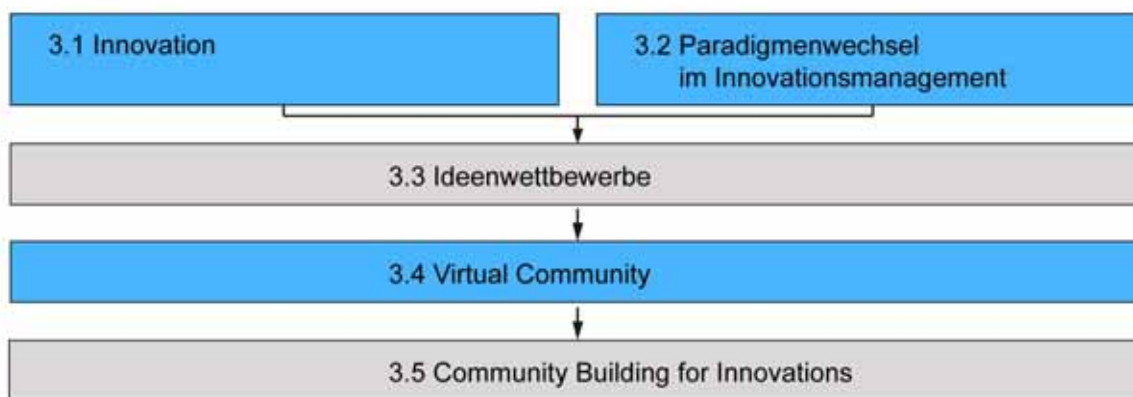 3.1 Innovation
3.2 Paradigmenwechsel
im Innovationsmanagement
3.3 Ideenwettbewerbe
3.4 Virtual Community
3.5 Community Building for Innovations